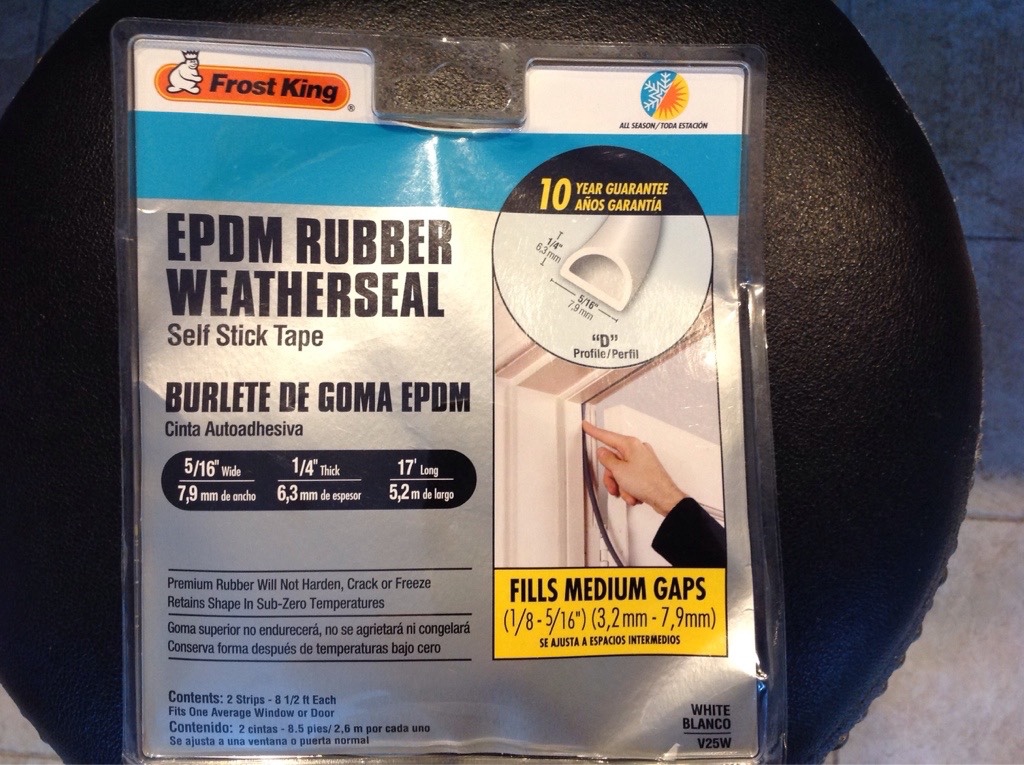 Frost King®
ALL SEASON/TODA ESTACIÓN
10 YEAR GUARANTEE
AÑOS GARANTÍA
1/4"
6,3 mm
5/16"
7,9 mm
"D"
Profile/Perfil
EPDM RUBBER
WEATHERSEAL
Self Stick Tape
BURLETE DE GOMA EPDM
Cinta Autoadhesiva
5/16" Wide
7,9 mm de ancho
1/4" Thick
6,3 mm de espesor
17' Long
5,2 m de largo
Premium Rubber Will Not Harden, Crack or Freeze
Retains Shape In Sub-Zero Temperatures
Goma superior no endurecerá, no se agrietará ni congelará
Conserva forma después de temperaturas bajo cero
FILLS MEDIUM GAPS
(1/8 - 5/16") (3,2mm - 7,9mm)
SE AJUSTA A ESPACIOS INTERMEDIOS
Contents: 2 Strips - 8 1/2 ft Each
Fits One Average Window or Door
Contenido: 2 cintas - 8.5 pies/ 2,6 m por cada uno
Se ajusta a una ventana o puerta normal
WHITE
BLANCO
V25W